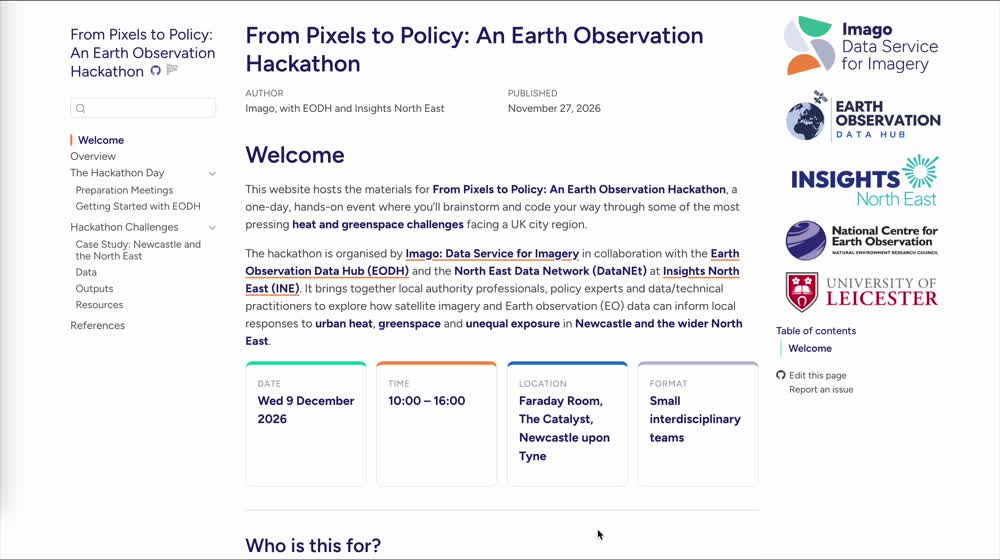 From Pixels to Policy:
An Earth Observation
Hackathon
Welcome
Overview
The Hackathon Day
Preparation Meetings
Getting Started with EODH
Hackathon Challenges
Case Study: Newcastle and
the North East
Data
Outputs
Resources
References
From Pixels to Policy: An Earth Observation
Hackathon
AUTHOR
Imago, with EODH and Insights North East
PUBLISHED
November 27, 2026
Welcome
This website hosts the materials for From Pixels to Policy: An Earth Observation Hackathon, a
one-day, hands-on event where you'll brainstorm and code your way through some of the most
pressing heat and greenspace challenges facing a UK city region.
The hackathon is organised by Imago: Data Service for Imagery in collaboration with the Earth
Observation Data Hub (EODH) and the North East Data Network (DataNEt) at Insights North
East (INE). It brings together local authority professionals, policy experts and data/technical
practitioners to explore how satellite imagery and Earth observation (EO) data can inform local
responses to urban heat, greenspace and unequal exposure in Newcastle and the wider North
East.
DATE
Wed 9 December
2026
TIME
10:00 – 16:00
LOCATION
Faraday Room,
The Catalyst,
Newcastle upon
Tyne
FORMAT
Small
interdisciplinary
teams
Who is this for?
Imago
Data Service
for Imagery
EARTH
OBSERVATION
DATA HUB
INSIGHTS
North East
National Centre for
Earth Observation
NATURAL ENVIRONMENT RESEARCH COUNCIL
UNIVERSITY OF
LEICESTER
Table of contents
Welcome
Edit this page
Report an issue